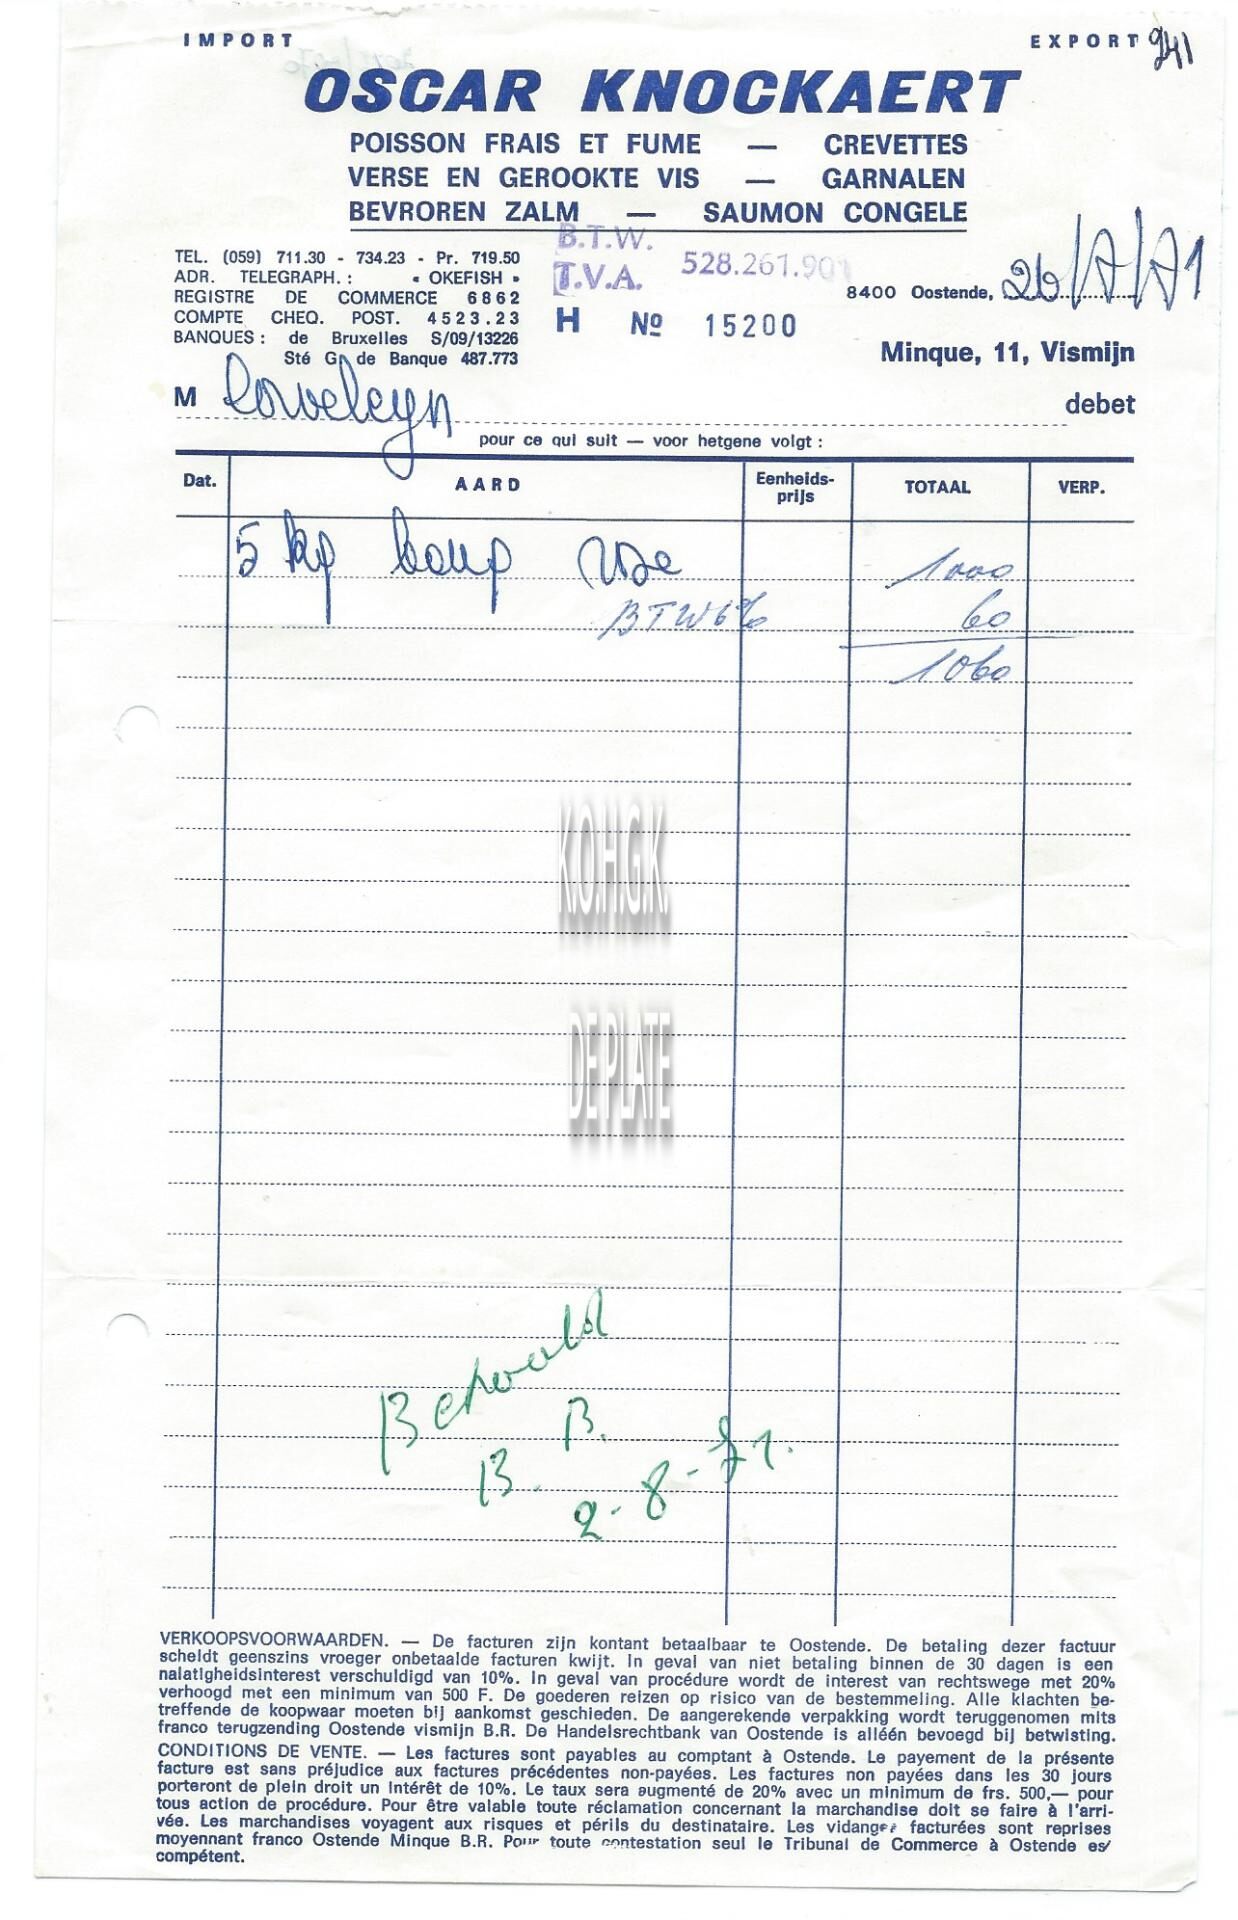 IMPORT EXPORT 941
OSCAR KNOCKAERT
POISSON FRAIS ET FUME — CREVETTES
VERSE EN GEROOKTE VIS — GARNALEN
BEVROREN ZALM — SAUMON CONGELE
B.T.W.
T.V.A. 528.261.901
TEL. (059) 711.30 - 734.23 - Pr. 719.50
ADR. TELEGRAPH. : « OKEFISH »
REGISTRE DE COMMERCE 6862
COMPTE CHEQ. POST. 4523.23
BANQUES : de Bruxelles S/09/13226
Sté G. de Banque 487.773
H No 15200
8400 Oostende, 26/7/71
Minque, 11, Vismijn
M debet
pour ce qui suit — voor hetgene volgt :
Dat. AARD Eenheids-prijs TOTAAL VERP.
5 kg 1000
BTW 6% 60
1060
K.O.H.G.K.
DE PLATE
Betaald
B.
B.
2-8-71.
VERKOOPSVOORWAARDEN. — De facturen zijn kontant betaalbaar te Oostende. De betaling dezer factuur
scheldt geenszins vroeger onbetaalde facturen kwijt. In geval van niet betaling binnen de 30 dagen is een
nalatigheidsinterest verschuldigd van 10%. In geval van procédure wordt de interest van rechtswege met 20%
verhoogd met een minimum van 500 F. De goederen reizen op risico van de bestemmeling. Alle klachten be-
treffende de koopwaar moeten bij aankomst geschieden. De aangerekende verpakking wordt teruggenomen mits
franco terugzending Oostende vismijn B.R. De Handelsrechtbank van Oostende is alléén bevoegd bij betwisting.
CONDITIONS DE VENTE. — Les factures sont payables au comptant à Ostende. Le payement de la présente
facture est sans préjudice aux factures précédentes non-payées. Les factures non payées dans les 30 jours
porteront de plein droit un intérêt de 10%. Le taux sera augmenté de 20% avec un minimum de frs. 500,— pour
tous action de procédure. Pour être valable toute réclamation concernant la marchandise doit se faire à l'arri-
vée. Les marchandises voyagent aux risques et périls du destinataire. Les vidanges facturées sont reprises
moyennant franco Ostende Minque B.R. Pour toute contestation seul le Tribunal de Commerce à Ostende es
compétent.